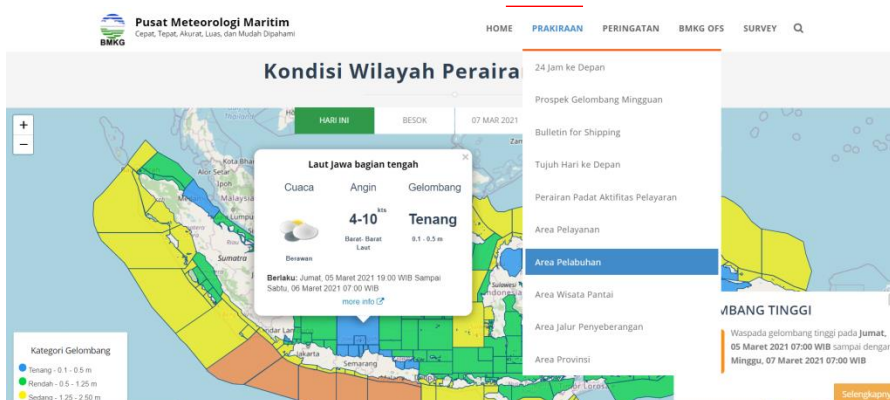 BMKG
Pusat Meteorologi Maritim
Cepat, Tepat, Akurat, Luas, dan Mudah Dipahami
HOME PRAKIRAAN PERINGATAN BMKG OFS SURVEY
Kondisi Wilayah Peraira
24 Jam ke Depan
Prospek Gelombang Mingguan
Bulletin for Shipping
Tujuh Hari ke Depan
Perairan Padat Aktifitas Pelayaran
Area Pelayanan
Area Pelabuhan
Area Wisata Pantai
Area Jalur Penyeberangan
Area Provinsi
+
−
HARI INI BESOK 07 MAR 2021
Kota Bhar
Alor Setar
Ipoh
Malaysia
Sumatra
Laut Jawa bagian tengah
×
Cuaca Angin Gelombang
4-10 kts Tenang
Berawan Barat- Barat Laut 0.1 - 0.5 m
Berlaku: Jumat, 05 Maret 2021 19:00 WIB Sampai
Sabtu, 06 Maret 2021 07:00 WIB
more info
Jakarta
Semarang
Kategori Gelombang
Tenang - 0.1 - 0.5 m
Rendah - 0.5 - 1.25 m
Sedang - 1.25 - 2.50 m
MBANG TINGGI
Waspada gelombang tinggi pada Jumat,
05 Maret 2021 07:00 WIB sampai dengan
Minggu, 07 Maret 2021 07:00 WIB
Selengkapny